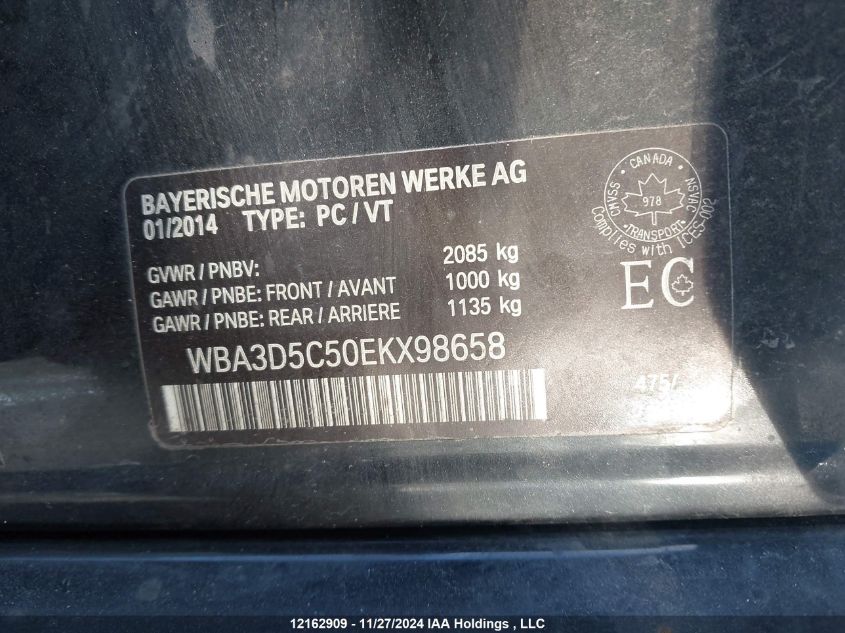 BAYERISCHE MOTOREN WERKE AG
01/2014 TYPE: PC / VT
GVWR / PNBV: 2085 kg
GAWR / PNBE: FRONT / AVANT 1000 kg
GAWR / PNBE: REAR / ARRIERE 1135 kg
WBA3D5C50EKX98658
CANADA
CMVSS NSVAC
978
TRANSPORT
Complies with ICES-002
EC
475/
12162909 - 11/27/2024 IAA Holdings , LLC